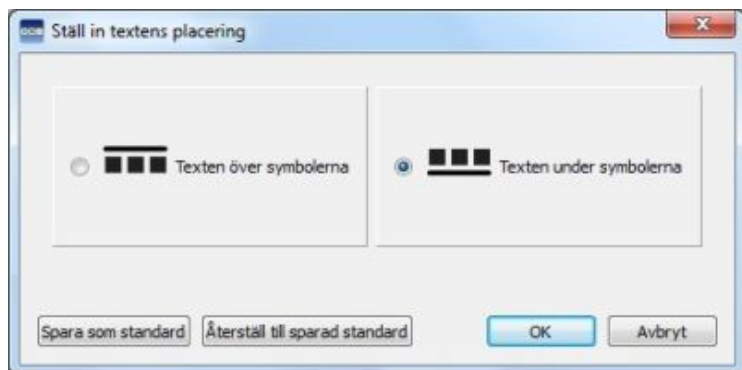 Ställ in textens placering
Texten över symbolerna
Texten under symbolerna
Spara som standard
Återställ till sparad standard
OK
Avbryt